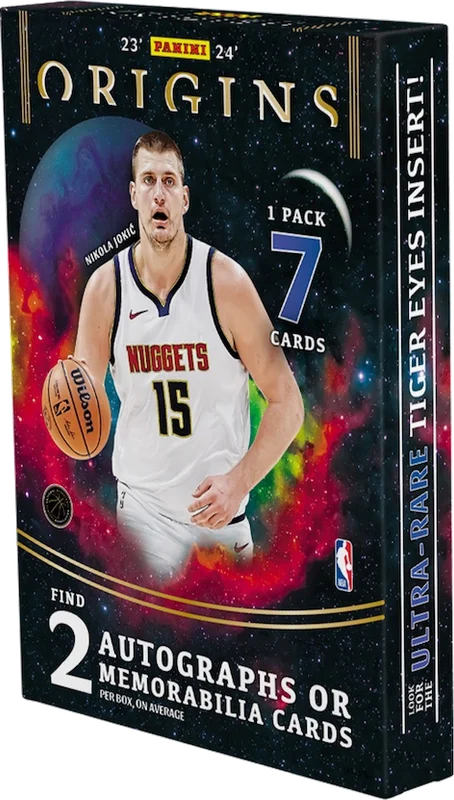 23' PANINI 24'
ORIGINS
NIKOLA JOKIĆ
1 PACK
7
CARDS
Wilson
NUGGETS
15
NBA
FIND
2 AUTOGRAPHS OR
MEMORABILIA CARDS
PER BOX, ON AVERAGE
LOOK
FOR
THE
ULTRA-RARE TIGER EYES INSERT!